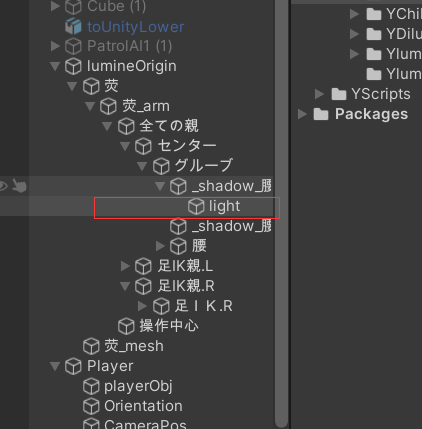 Cube (1)
toUnityLower
PatrolAI1 (1)
lumineOrigin
荧
荧_arm
全ての親
センター
グループ
_shadow_腰
light
_shadow_腰
腰
足IK親.L
足IK親.R
足ＩＫ.R
操作中心
荧_mesh
Player
playerObj
Orientation
CameraPos
YChil
YDilu
Ylum
Ylum
YScripts
Packages